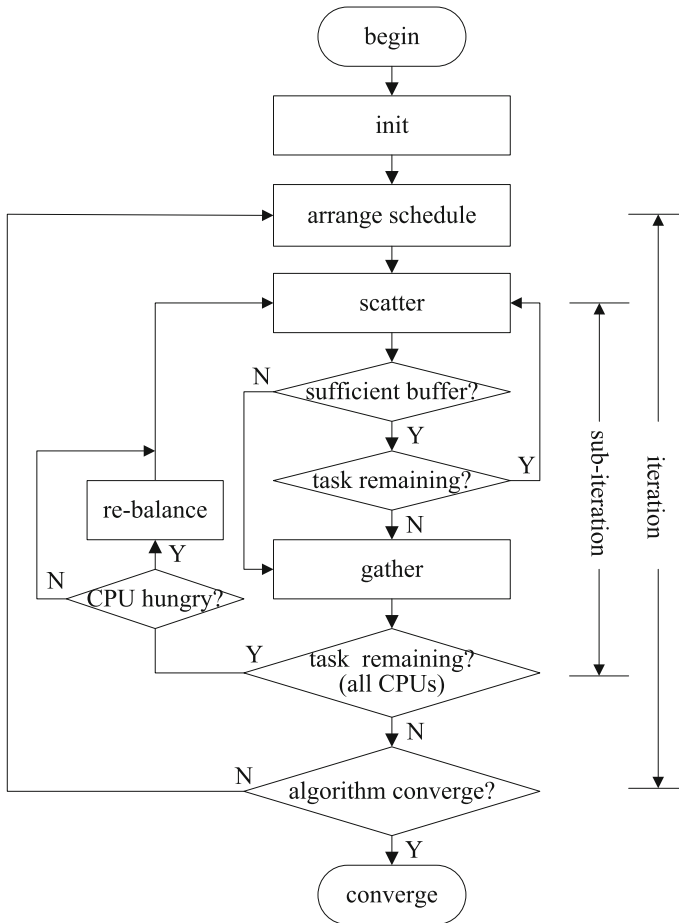 begin
init
arrange schedule
scatter
N
sufficient buffer?
Y
task remaining?
Y
N
re-balance
Y
N
CPU hungry?
gather
Y
task remaining?
(all CPUs)
N
N
algorithm converge?
Y
converge
sub-iteration
iteration